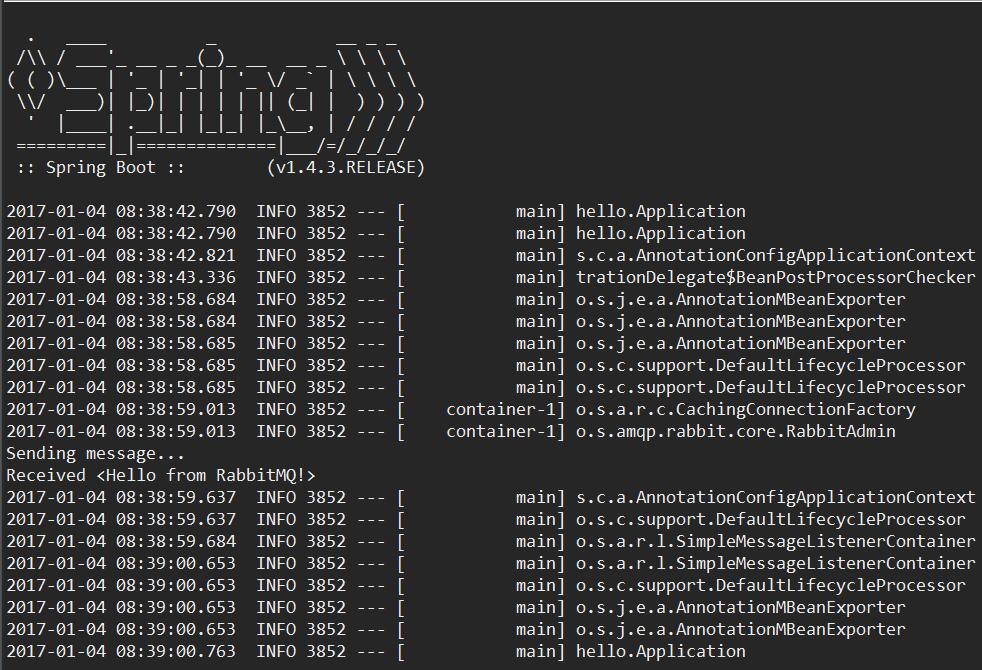 .   ____          _            __ _ _
 /\\ / ___'_ __ _ _(_)_ __  __ _ \ \ \ \
( ( )\___ | '_ | '_| | '_ \/ _` | \ \ \ \
 \\/  ___)| |_)| | | | | || (_| |  ) ) ) )
  '  |____| .__|_| |_|_| |_\__, | / / / /
 =========|_|==============|___/=/_/_/_/
 :: Spring Boot ::        (v1.4.3.RELEASE)
2017-01-04 08:38:42.790  INFO 3852 --- [           main] hello.Application
2017-01-04 08:38:42.790  INFO 3852 --- [           main] hello.Application
2017-01-04 08:38:42.821  INFO 3852 --- [           main] s.c.a.AnnotationConfigApplicationContext
2017-01-04 08:38:43.336  INFO 3852 --- [           main] trationDelegate$BeanPostProcessorChecker
2017-01-04 08:38:58.684  INFO 3852 --- [           main] o.s.j.e.a.AnnotationMBeanExporter
2017-01-04 08:38:58.684  INFO 3852 --- [           main] o.s.j.e.a.AnnotationMBeanExporter
2017-01-04 08:38:58.685  INFO 3852 --- [           main] o.s.j.e.a.AnnotationMBeanExporter
2017-01-04 08:38:58.685  INFO 3852 --- [           main] o.s.c.support.DefaultLifecycleProcessor
2017-01-04 08:38:58.685  INFO 3852 --- [           main] o.s.c.support.DefaultLifecycleProcessor
2017-01-04 08:38:59.013  INFO 3852 --- [    container-1] o.s.a.r.c.CachingConnectionFactory
2017-01-04 08:38:59.013  INFO 3852 --- [    container-1] o.s.amqp.rabbit.core.RabbitAdmin
Sending message...
Received <Hello from RabbitMQ!>
2017-01-04 08:38:59.637  INFO 3852 --- [           main] s.c.a.AnnotationConfigApplicationContext
2017-01-04 08:38:59.637  INFO 3852 --- [           main] o.s.c.support.DefaultLifecycleProcessor
2017-01-04 08:38:59.684  INFO 3852 --- [           main] o.s.a.r.l.SimpleMessageListenerContainer
2017-01-04 08:39:00.653  INFO 3852 --- [           main] o.s.a.r.l.SimpleMessageListenerContainer
2017-01-04 08:39:00.653  INFO 3852 --- [           main] o.s.c.support.DefaultLifecycleProcessor
2017-01-04 08:39:00.653  INFO 3852 --- [           main] o.s.j.e.a.AnnotationMBeanExporter
2017-01-04 08:39:00.653  INFO 3852 --- [           main] o.s.j.e.a.AnnotationMBeanExporter
2017-01-04 08:39:00.763  INFO 3852 --- [           main] hello.Application